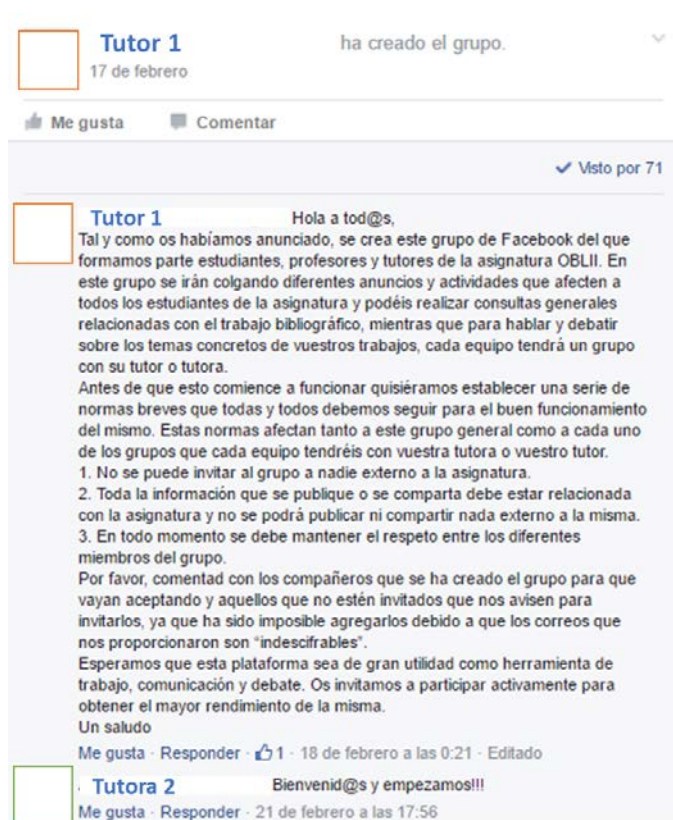 Tutor 1 ha creado el grupo.
17 de febrero
Me gusta Comentar
Visto por 71
Tutor 1 Hola a tod@s,
Tal y como os habíamos anunciado, se crea este grupo de Facebook del que
formamos parte estudiantes, profesores y tutores de la asignatura OBLII. En
este grupo se irán colgando diferentes anuncios y actividades que afecten a
todos los estudiantes de la asignatura y podéis realizar consultas generales
relacionadas con el trabajo bibliográfico, mientras que para hablar y debatir
sobre los temas concretos de vuestros trabajos, cada equipo tendrá un grupo
con su tutor o tutora.
Antes de que esto comience a funcionar quisiéramos establecer una serie de
normas breves que todas y todos debemos seguir para el buen funcionamiento
del mismo. Estas normas afectan tanto a este grupo general como a cada uno
de los grupos que cada equipo tendréis con vuestra tutora o vuestro tutor.
1. No se puede invitar al grupo a nadie externo a la asignatura.
2. Toda la información que se publique o se comparta debe estar relacionada
con la asignatura y no se podrá publicar ni compartir nada externo a la misma.
3. En todo momento se debe mantener el respeto entre los diferentes
miembros del grupo.
Por favor, comentad con los compañeros que se ha creado el grupo para que
vayan aceptando y aquellos que no estén invitados que nos avisen para
invitarlos, ya que ha sido imposible agregarlos debido a que los correos que
nos proporcionaron son "indescifrables".
Esperamos que esta plataforma sea de gran utilidad como herramienta de
trabajo, comunicación y debate. Os invitamos a participar activamente para
obtener el mayor rendimiento de la misma.
Un saludo
Me gusta · Responder · 1 · 18 de febrero a las 0:21 · Editado
Tutora 2 Bienvenid@s y empezamos!!!
Me gusta · Responder · 21 de febrero a las 17:56